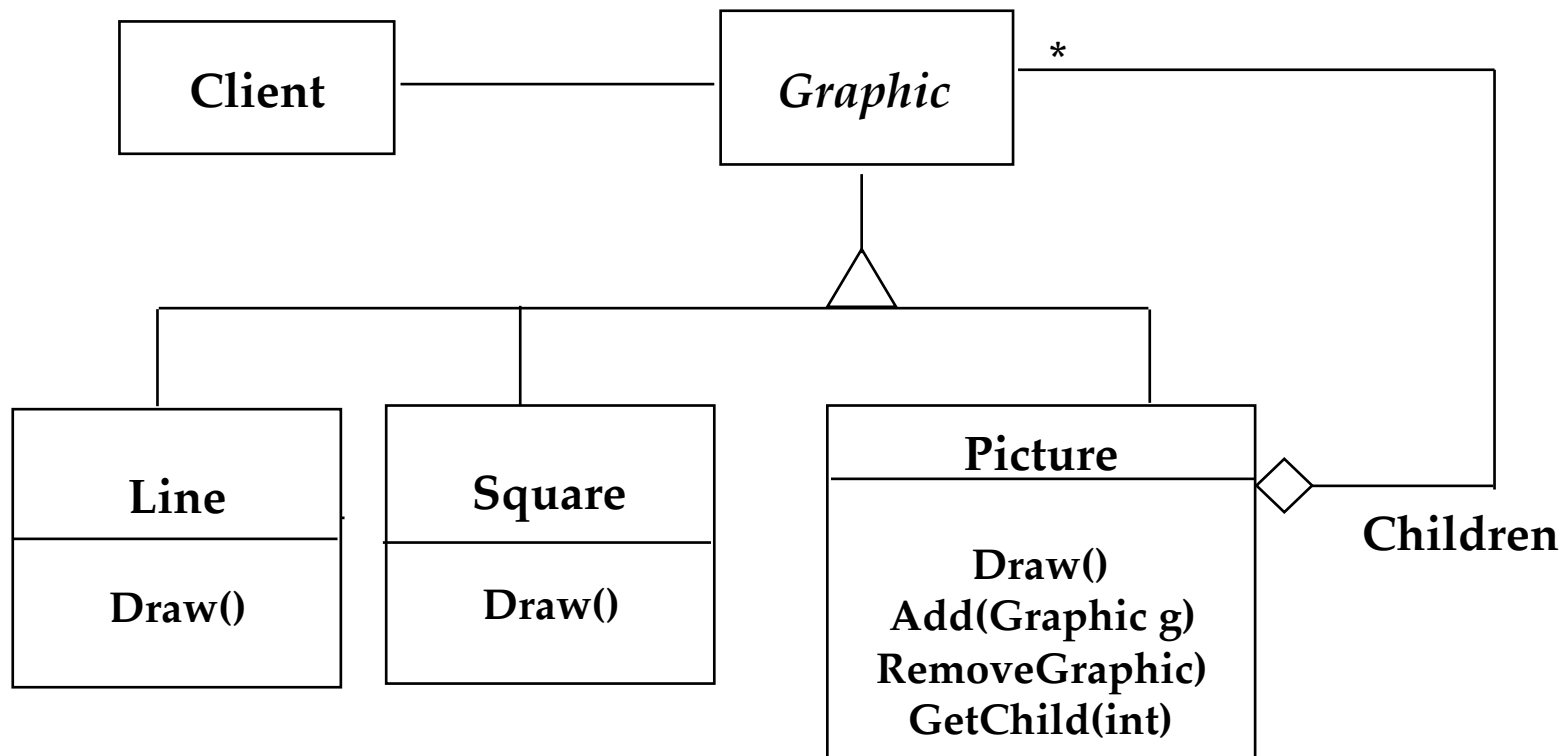 Client
Graphic
*
Line
Draw()
Square
Draw()
Picture
Draw()
Add(Graphic g)
RemoveGraphic)
GetChild(int)
Children